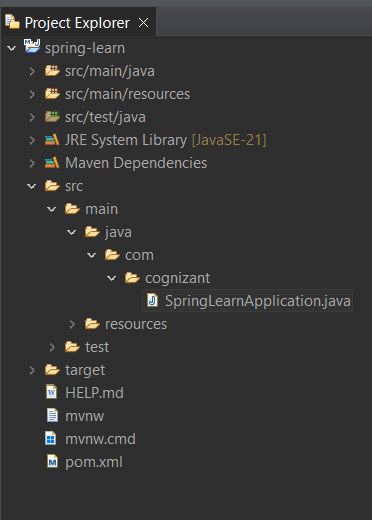 Project Explorer
spring-learn
src/main/java
src/main/resources
src/test/java
JRE System Library [JavaSE-21]
Maven Dependencies
src
main
java
com
cognizant
SpringLearnApplication.java
resources
test
target
HELP.md
mvnw
mvnw.cmd
pom.xml